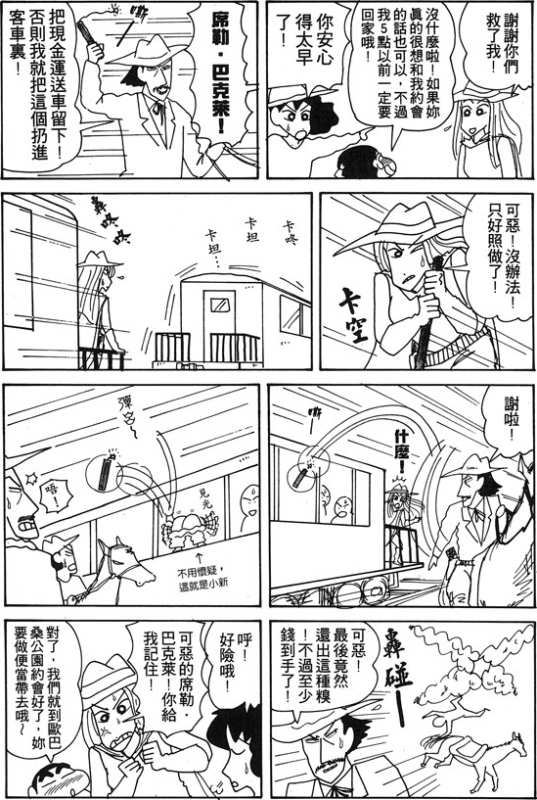 謝謝你們
救了我！
沒什麼啦！如果妳
眞的很想和我約會
的話也可以，不過
我5點以前一定要
回家哦！
你安心
得太早
了！
席勒・巴克萊！
把現金運送車留下！
否則我就把這個扔進
客車裏！
可惡！沒辦法！
只好照做了！
卡空
卡咚
卡坦
卡坦…
轟咚咚
謝啦！
什麼！
見光
不用懷疑，
這就是小新
唔
轟碰—
可惡！
最後竟然
還出這種糗
！不過至少
錢到手了！
呼！
好險哦！
可惡的席勒・
巴克萊！你給
我記住！
對了，我們就到歐巴
桑公園約會好了，妳
要做便當帶去哦～